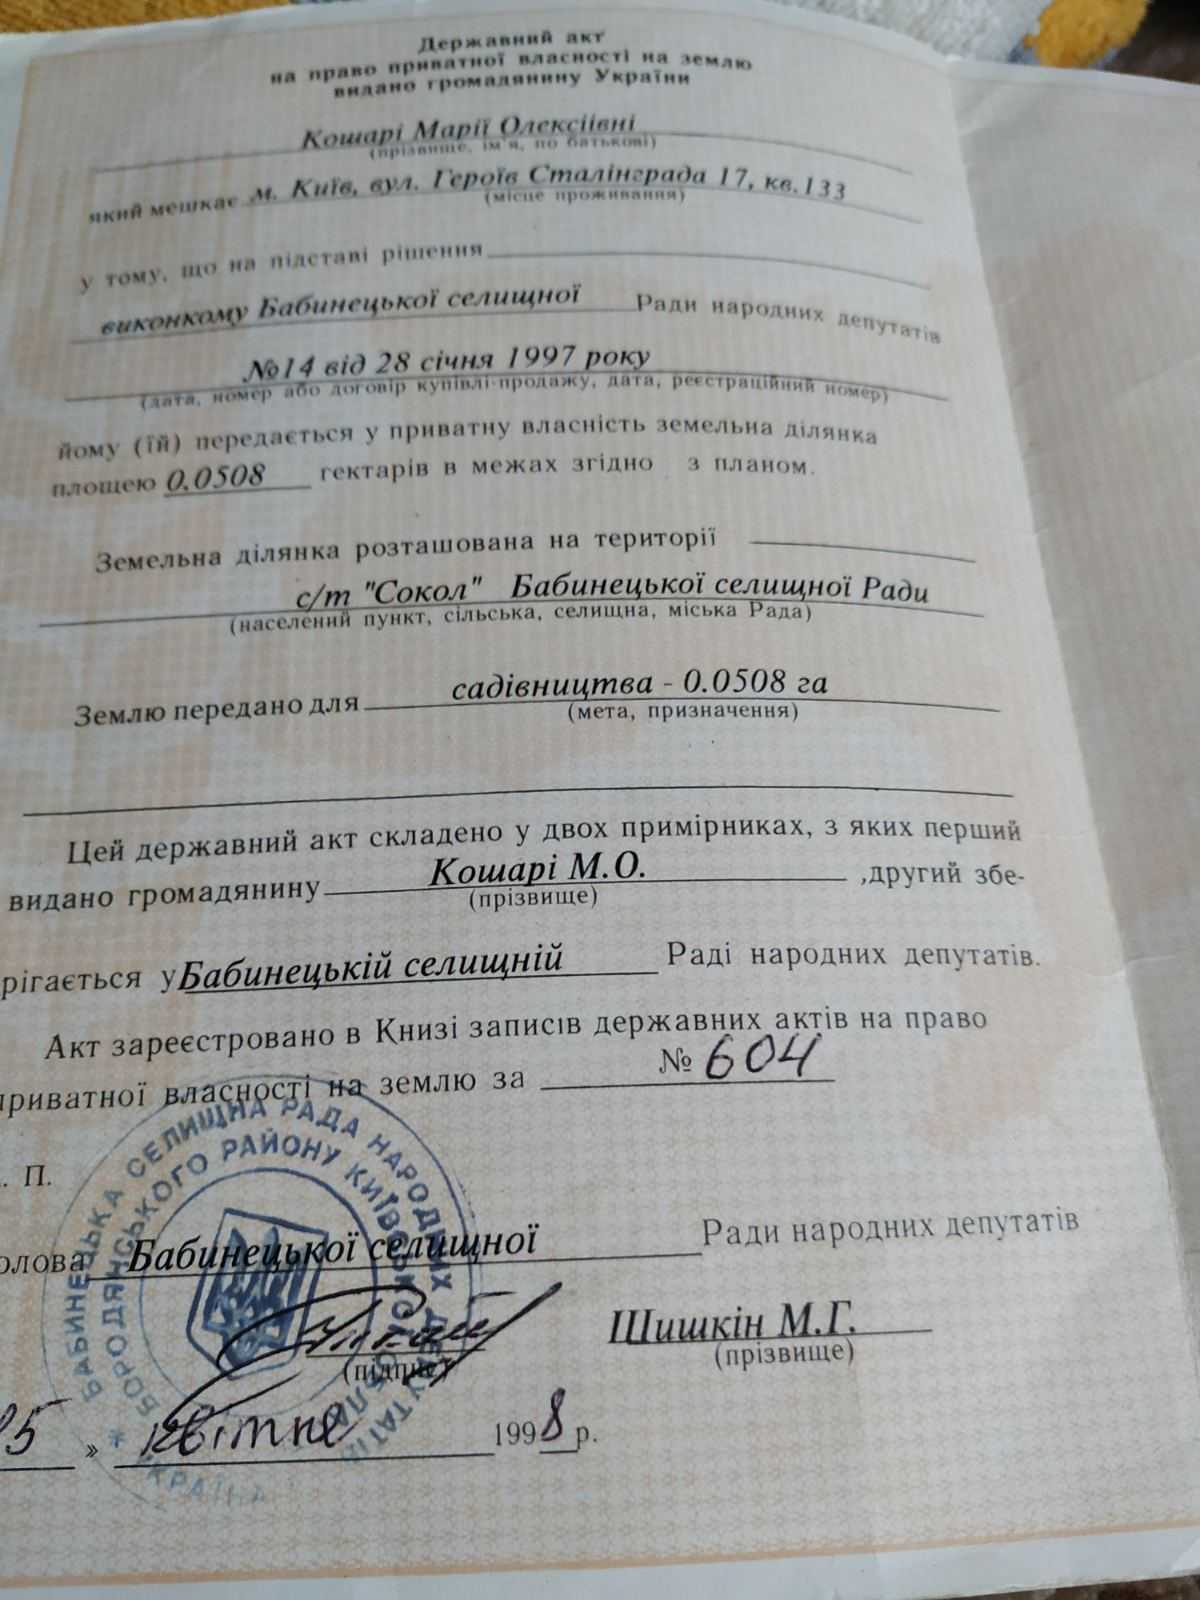 Державний акт
на право приватної власності на землю
видано громадянину України
Кошарі Марії Олексіївні
(прізвище, ім'я, по батькові)
який мешкає м. Київ, вул. Героїв Сталінграда 17, кв.133
(місце проживання)
у тому, що на підставі рішення
виконкому Бабинецької селищної Ради народних депутатів
№14 від 28 січня 1997 року
(дата, номер або договір купівлі-продажу, дата, реєстраційний номер)
йому (їй) передається у приватну власність земельна ділянка
площею 0.0508 гектарів в межах згідно з планом.
Земельна ділянка розташована на території
с/т "Сокол" Бабинецької селищної Ради
(населений пункт, сільська, селищна, міська Рада)
Землю передано для садівництва - 0.0508 га
(мета, призначення)
Цей державний акт складено у двох примірниках, з яких перший
видано громадянину Кошарі М.О. ,другий збе-
(прізвище)
рігається у Бабинецькій селищній Раді народних депутатів.
Акт зареєстровано в Книзі записів державних актів на право
приватної власності на землю за № 604
. П.
олова Бабинецької селищної Ради народних депутатів
Шишкін М.Г.
(підпис) (прізвище)
5 » квітня 1998 р.
БАБИНЕЦЬКА СЕЛИЩНА РАДА НАРОДНИХ ДЕПУТАТІВ
БОРОДЯНСЬКОГО РАЙОНУ КИЇВСЬКОЇ ОБЛ
* УКРАЇНА